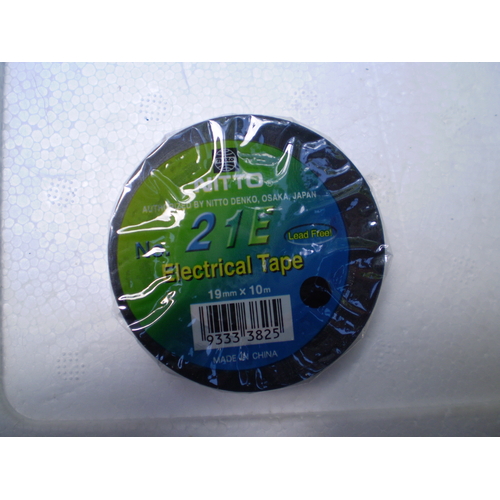 NITTO
AUTHORIZED BY NITTO DENKO, OSAKA, JAPAN
No. 21E
Lead Free!
Electrical Tape
19mm x 10m
9333 3825
MADE IN CHINA